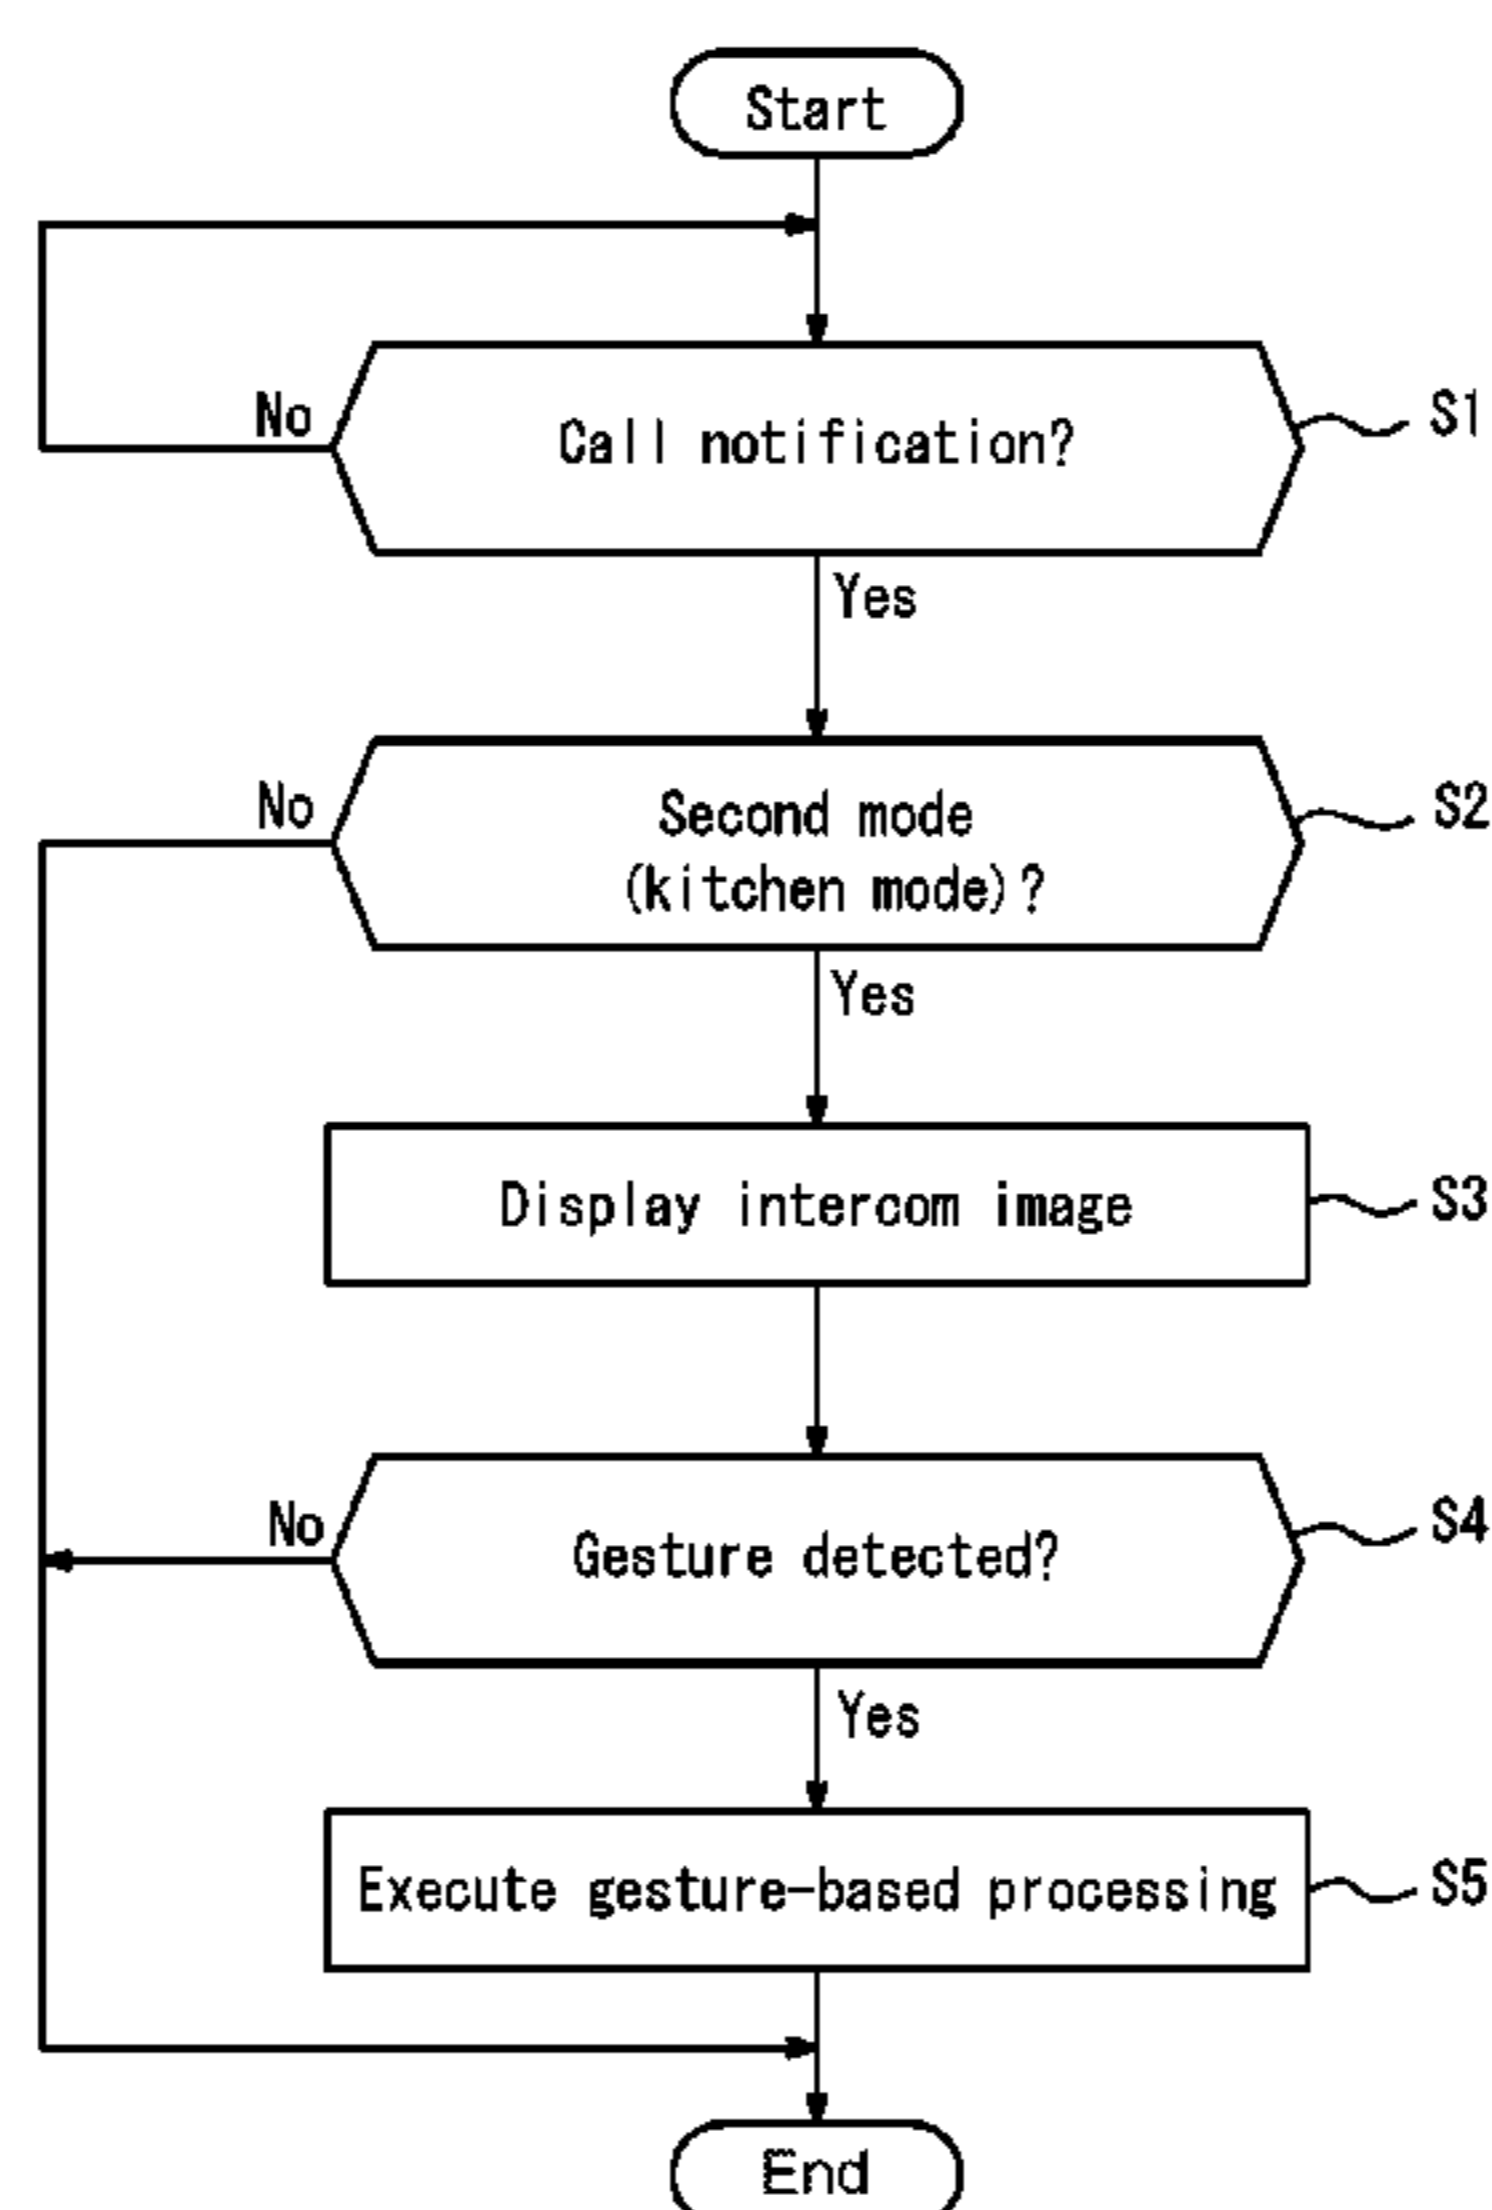 Start
No
Call notification?
S1
Yes
No
Second mode
(kitchen mode)?
S2
Yes
Display intercom image
S3
No
Gesture detected?
S4
Yes
Execute gesture-based processing
S5
End